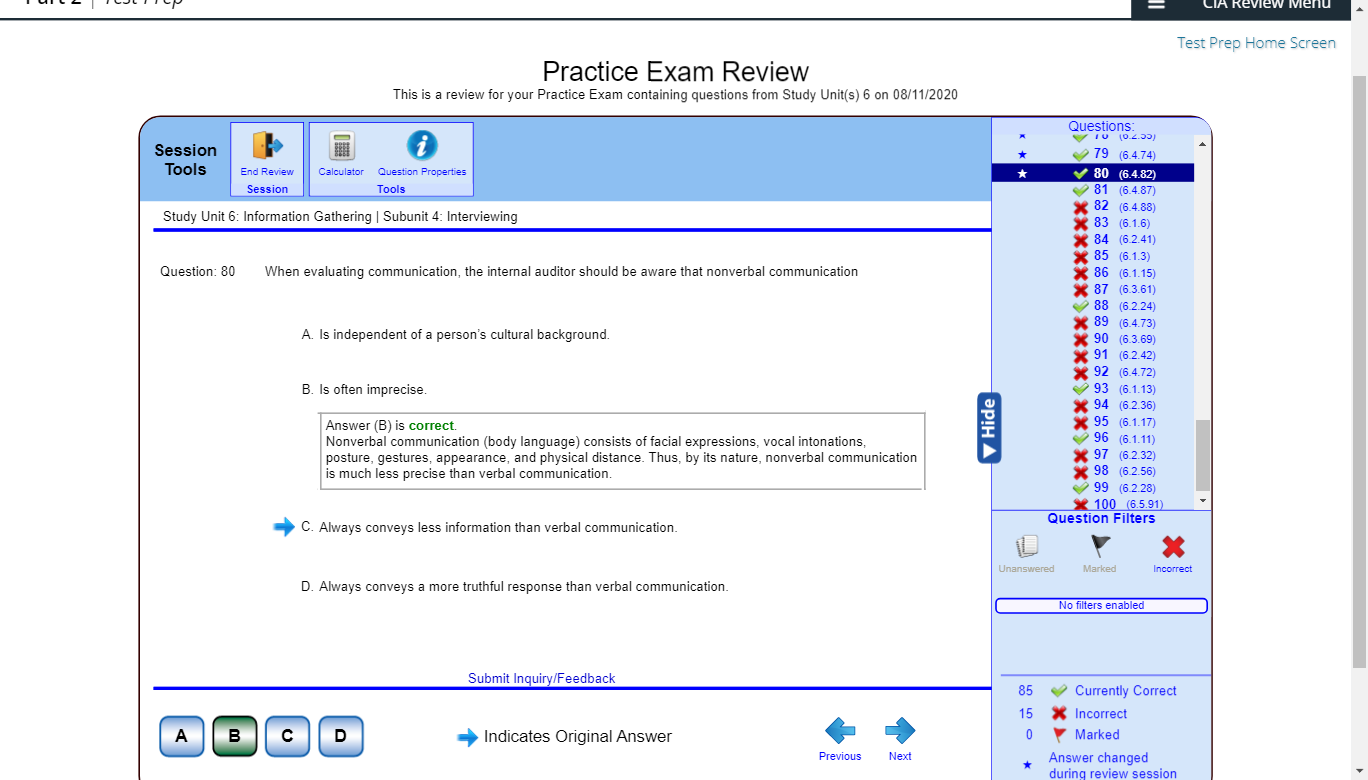 Part 2 | Test Prep
CIA Review Menu
Test Prep Home Screen
Practice Exam Review
This is a review for your Practice Exam containing questions from Study Unit(s) 6 on 08/11/2020
Session
Tools
End Review
Session
Calculator
Question Properties
Tools
Study Unit 6: Information Gathering | Subunit 4: Interviewing
Question: 80
When evaluating communication, the internal auditor should be aware that nonverbal communication
A. Is independent of a person's cultural background.
B. Is often imprecise.
Answer (B) is correct.
Nonverbal communication (body language) consists of facial expressions, vocal intonations,
posture, gestures, appearance, and physical distance. Thus, by its nature, nonverbal communication
is much less precise than verbal communication.
C. Always conveys less information than verbal communication.
D. Always conveys a more truthful response than verbal communication.
Submit Inquiry/Feedback
A
B
C
D
Indicates Original Answer
Previous
Next
Hide
Questions:
78 (6.2.55)
79 (6.4.74)
80 (6.4.82)
81 (6.4.87)
82 (6.4.88)
83 (6.1.6)
84 (6.2.41)
85 (6.1.3)
86 (6.1.15)
87 (6.3.61)
88 (6.2.24)
89 (6.4.73)
90 (6.3.69)
91 (6.2.42)
92 (6.4.72)
93 (6.1.13)
94 (6.2.36)
95 (6.1.17)
96 (6.1.11)
97 (6.2.32)
98 (6.2.56)
99 (6.2.28)
100 (6.5.91)
Question Filters
Unanswered
Marked
Incorrect
No filters enabled
85 Currently Correct
15 Incorrect
0 Marked
Answer changed
during review session